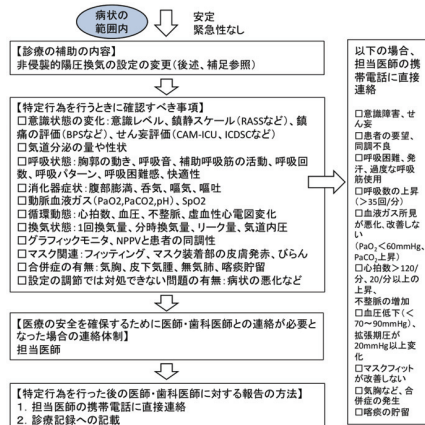 病状の
範囲内
安定
緊急性なし
【診療の補助の内容】
非侵襲的陽圧換気の設定の変更(後述、補足参照)
【特定行為を行うときに確認すべき事項】
□意識状態の変化:意識レベル、鎮静スケール(RASSなど)、鎮
痛の評価(BPSなど)、せん妄評価(CAM-ICU、ICDSCなど)
□気道分泌の量や性状
□呼吸状態:胸郭の動き、呼吸音、補助呼吸筋の活動、呼吸回
数、呼吸パターン、呼吸困難感、快適性
□消化器症状:腹部膨満、呑気、嘔気、嘔吐
□動脈血液ガス(PaO₂,PaCO₂,pH)、SpO2
□循環動態:心拍数、血圧、不整脈、虚血性心電図変化
□換気状態:1回換気量、分時換気量、リーク量、気道内圧
□グラフィックモニタ、NPPVと患者の同調性
□マスク関連:フィッティング、マスク装着部の皮膚発赤、びらん
□合併症の有無:気胸、皮下気腫、無気肺、喀痰貯留
□設定の調節では対処できない問題の有無:病状の悪化など
【医療の安全を確保するために医師・歯科医師との連絡が必要と
なった場合の連絡体制】
担当医師
【特定行為を行った後の医師・歯科医師に対する報告の方法】
1. 担当医師の携帯電話に直接連絡
2. 診療記録への記載
以下の場合、
担当医師の携
帯電話に直接
連絡
□意識障害、せ
ん妄
□患者の要望、
同調不良
□呼吸困難、発
汗、過度な呼吸
筋使用
□呼吸数の上昇
(>35回/分)
□血液ガス所見
が悪化、改善しな
い
(PaO₂<60mmHg、
PaCO₂上昇)
□心拍数>120/
分、20/分以上の
上昇、
不整脈の増加
□血圧低下(<
70~90mmHg)、
拡張期圧が
20mmHg以上変
化
□マスクフィット
が改善しない
□気胸など、合
併症の発生
□喀痰の貯留